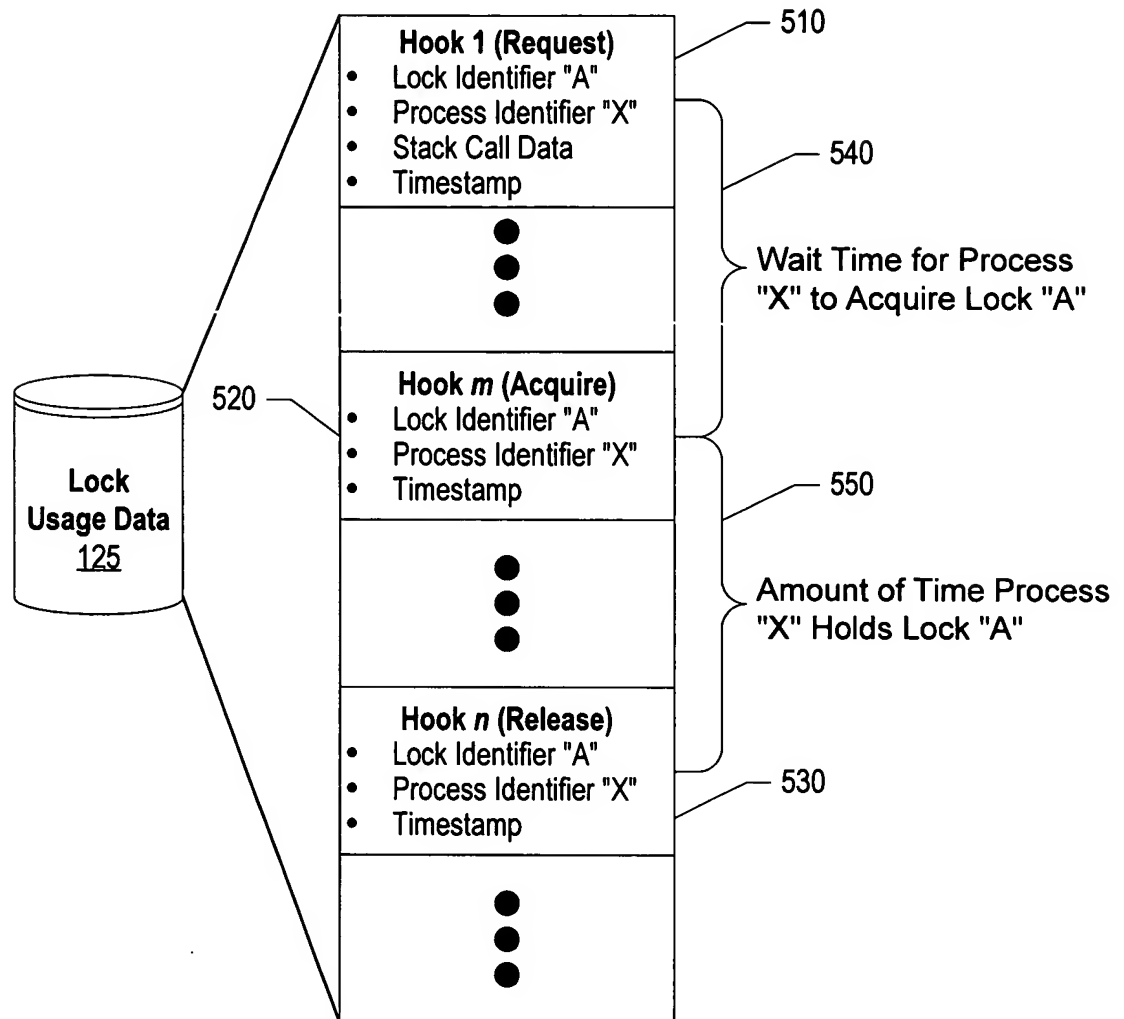 Hook 1 (Request)
• Lock Identifier "A"
• Process Identifier "X"
• Stack Call Data
• Timestamp
510
540
Wait Time for Process
"X" to Acquire Lock "A"
Hook m (Acquire)
• Lock Identifier "A"
• Process Identifier "X"
• Timestamp
520
Lock
Usage Data
125
550
Amount of Time Process
"X" Holds Lock "A"
Hook n (Release)
• Lock Identifier "A"
• Process Identifier "X"
• Timestamp
530